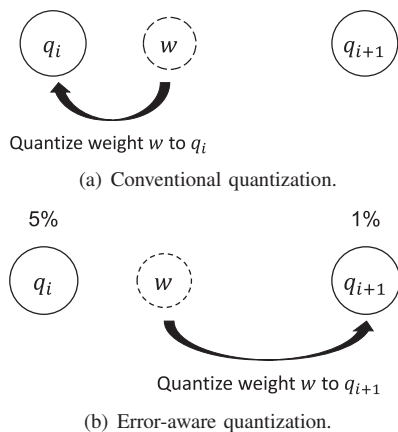 q_i w q_{i+1}
Quantize weight w to q_i
(a) Conventional quantization.
5% 1%
q_i w q_{i+1}
Quantize weight w to q_{i+1}
(b) Error-aware quantization.